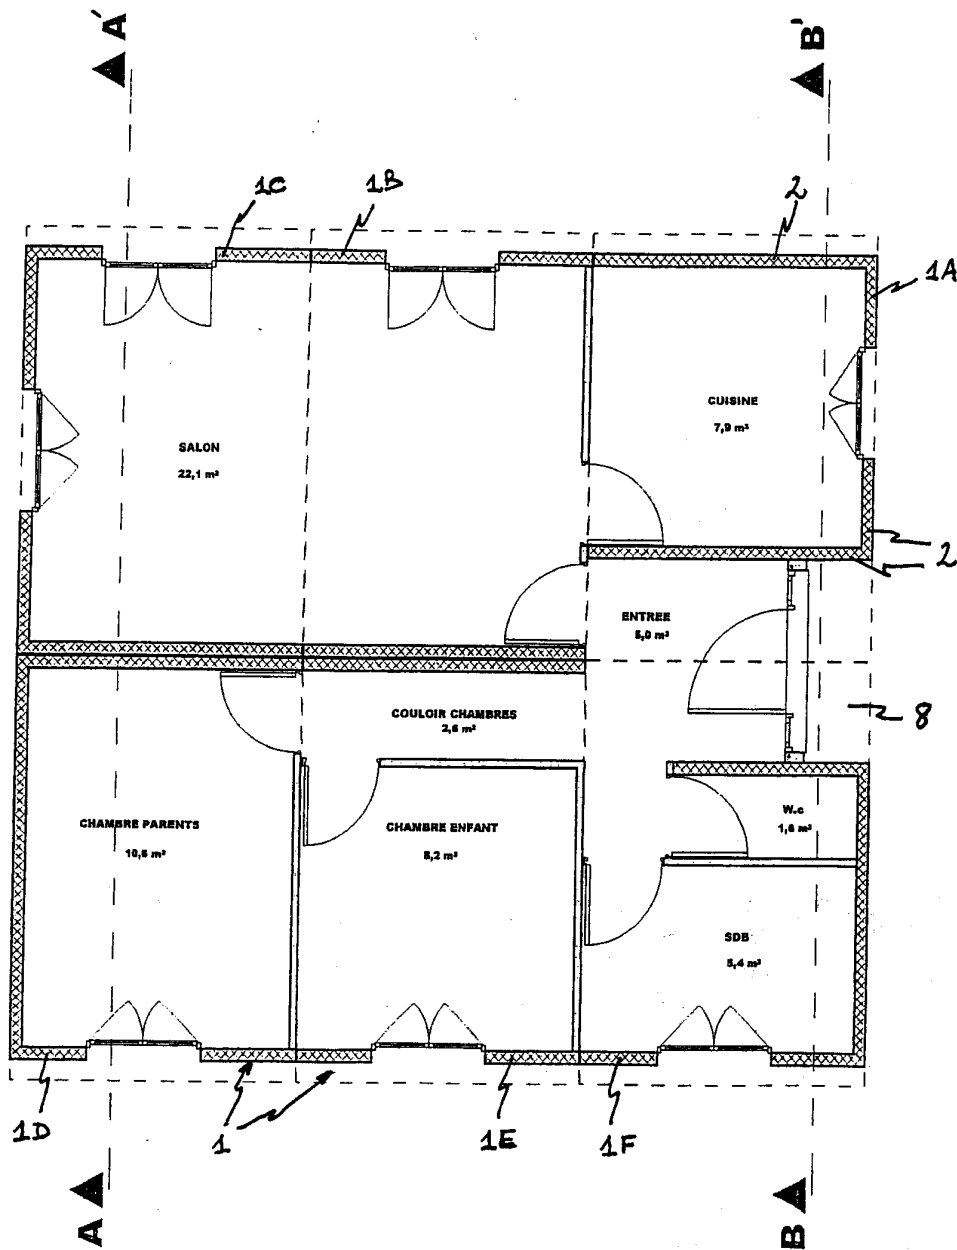 A'
B'
1C
1B
2
1A
CUISINE
7,9 m²
SALON
22,1 m²
2
ENTREE
5,0 m²
COULOIR CHAMBRES
2,6 m²
8
CHAMBRE PARENTS
10,6 m²
CHAMBRE ENFANT
8,2 m²
W.c
1,6 m²
SDB
5,4 m²
1D
1
1E
1F
A
B